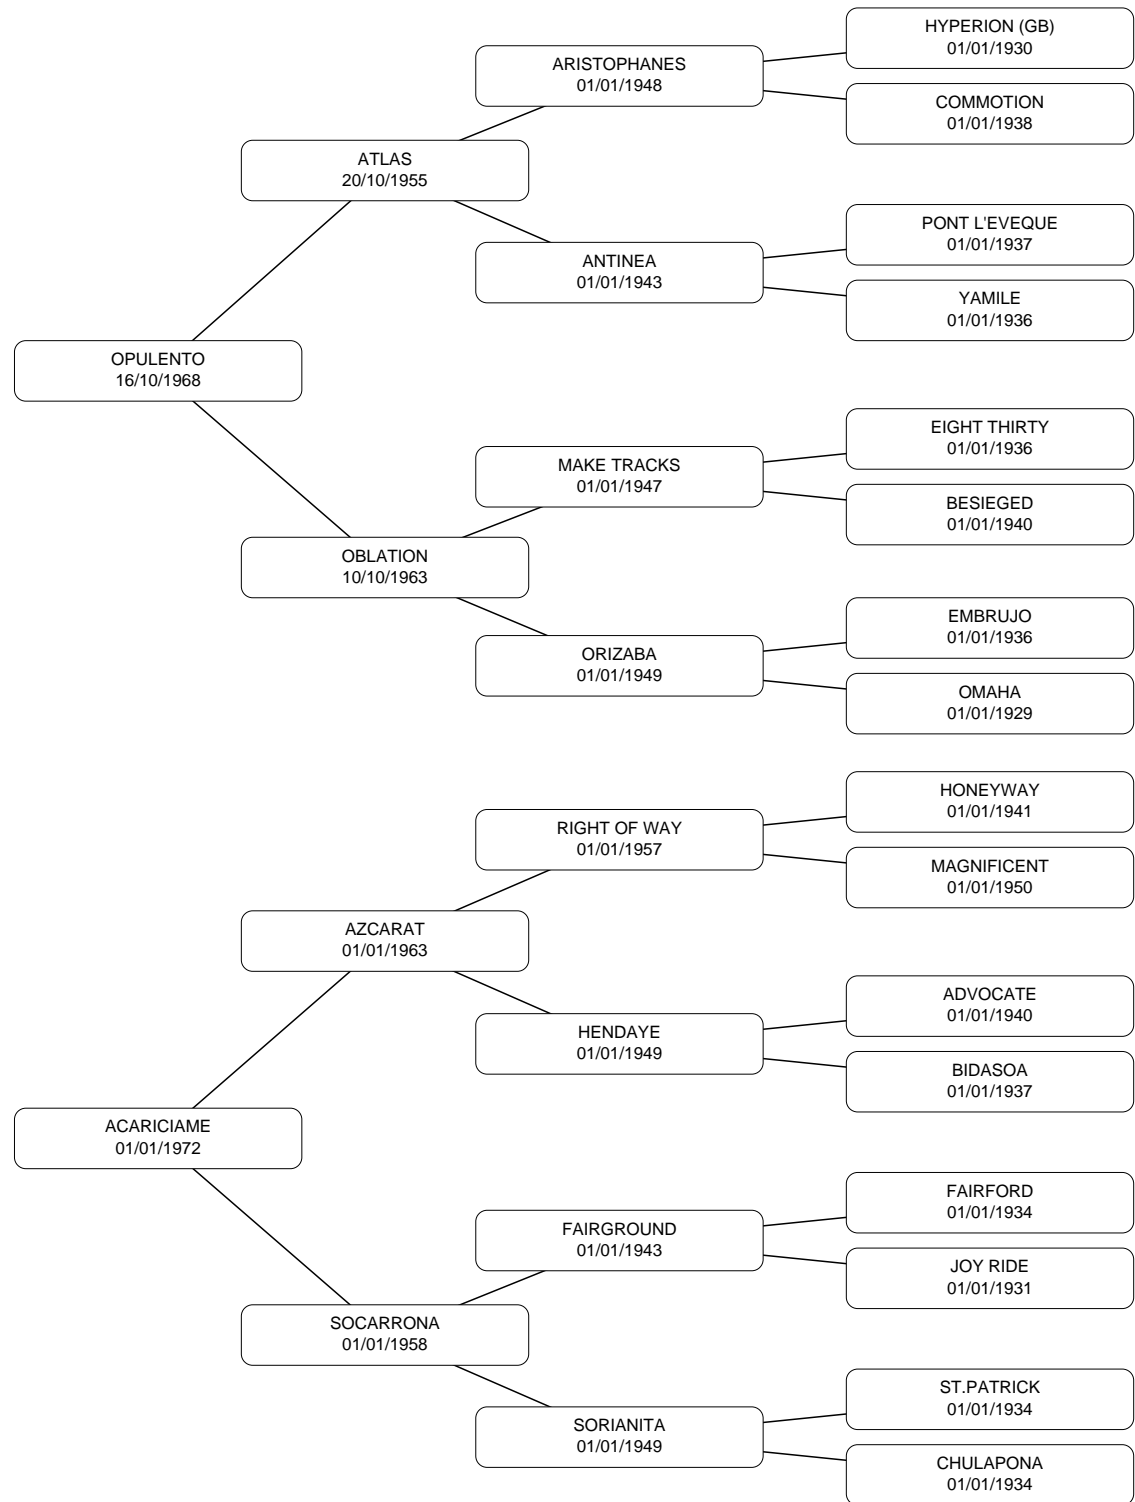 HYPERION (GB)
01/01/1930
ARISTOPHANES
01/01/1948
COMMOTION
01/01/1938
ATLAS
20/10/1955
PONT L'EVEQUE
01/01/1937
ANTINEA
01/01/1943
YAMILE
01/01/1936
OPULENTO
16/10/1968
EIGHT THIRTY
01/01/1936
MAKE TRACKS
01/01/1947
BESIEGED
01/01/1940
OBLATION
10/10/1963
EMBRUJO
01/01/1936
ORIZABA
01/01/1949
OMAHA
01/01/1929
HONEYWAY
01/01/1941
RIGHT OF WAY
01/01/1957
MAGNIFICENT
01/01/1950
AZCARAT
01/01/1963
ADVOCATE
01/01/1940
HENDAYE
01/01/1949
BIDASOA
01/01/1937
ACARICIAME
01/01/1972
FAIRFORD
01/01/1934
FAIRGROUND
01/01/1943
JOY RIDE
01/01/1931
SOCARRONA
01/01/1958
ST.PATRICK
01/01/1934
SORIANITA
01/01/1949
CHULAPONA
01/01/1934